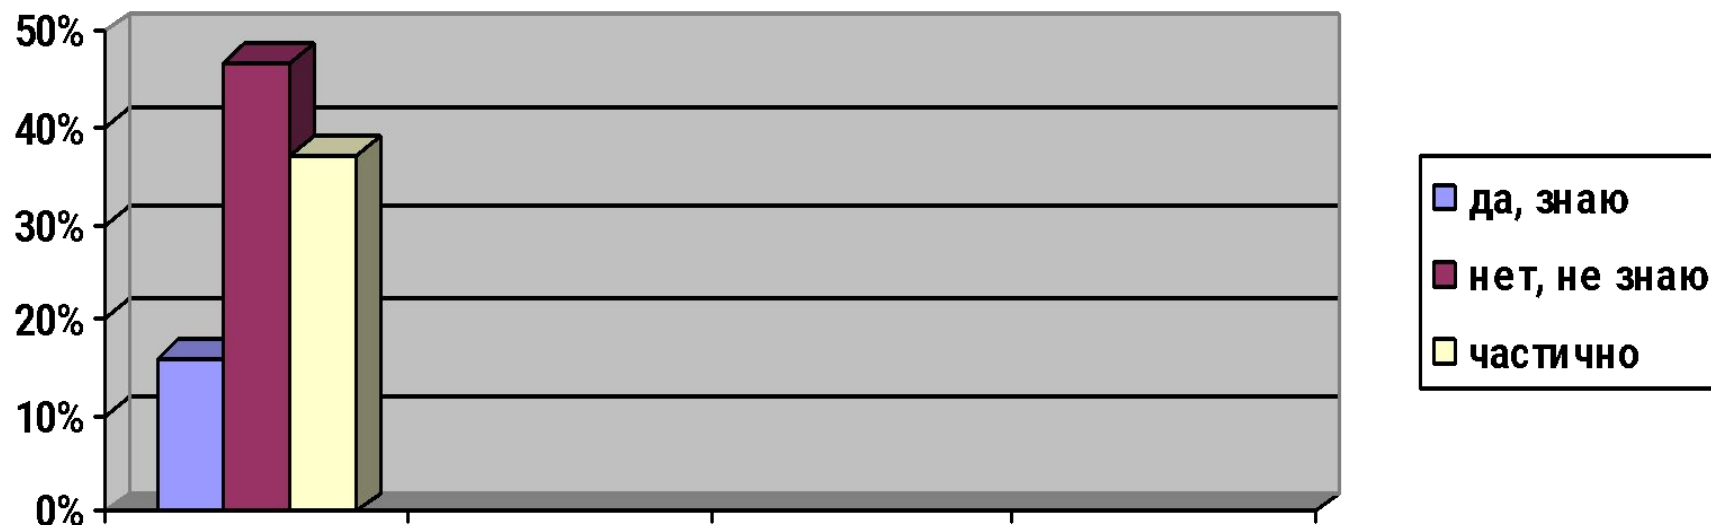 50%
40%
30%
20%
10%
0%
да, знаю
нет, не знаю
частично